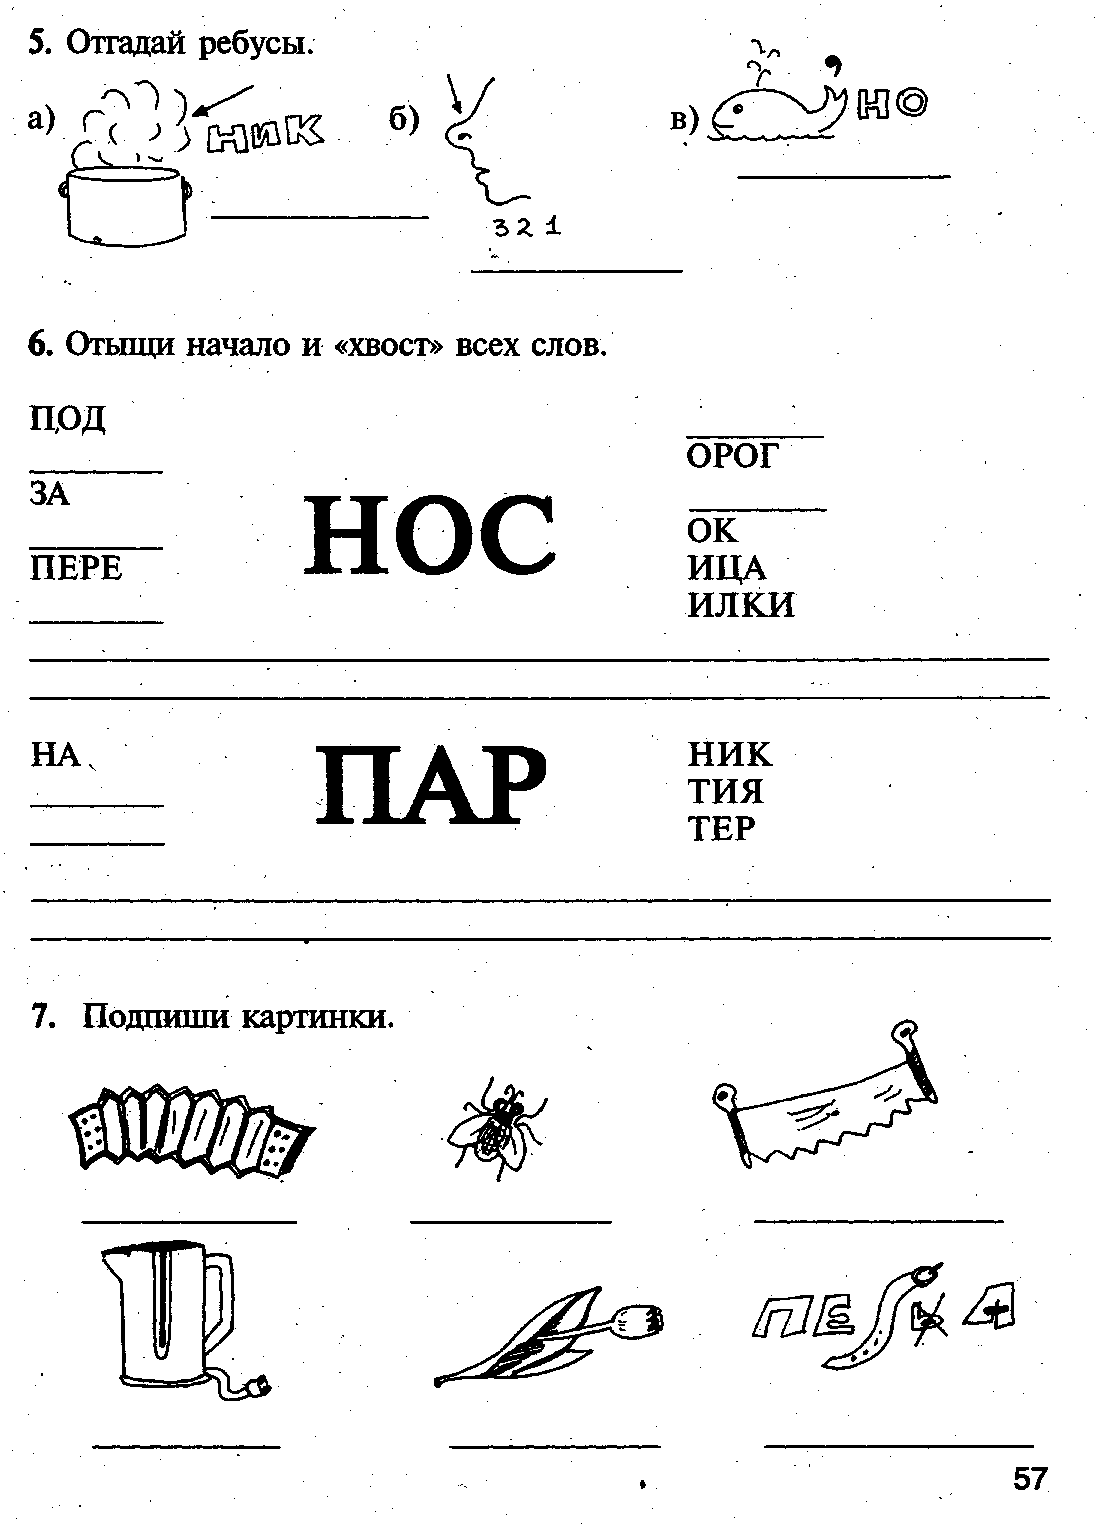 5. Отгадай ребусы.
а)
НИК
б)
3 2 1
в)
,
НО
6. Отыщи начало и «хвост» всех слов.
ПОД
ЗА
ПЕРЕ
НОС
ОРОГ
ОК
ИЦА
ИЛКИ
НА
ПАР
НИК
ТИЯ
ТЕР
7. Подпиши картинки.
ПЕ
Ь
Д
57